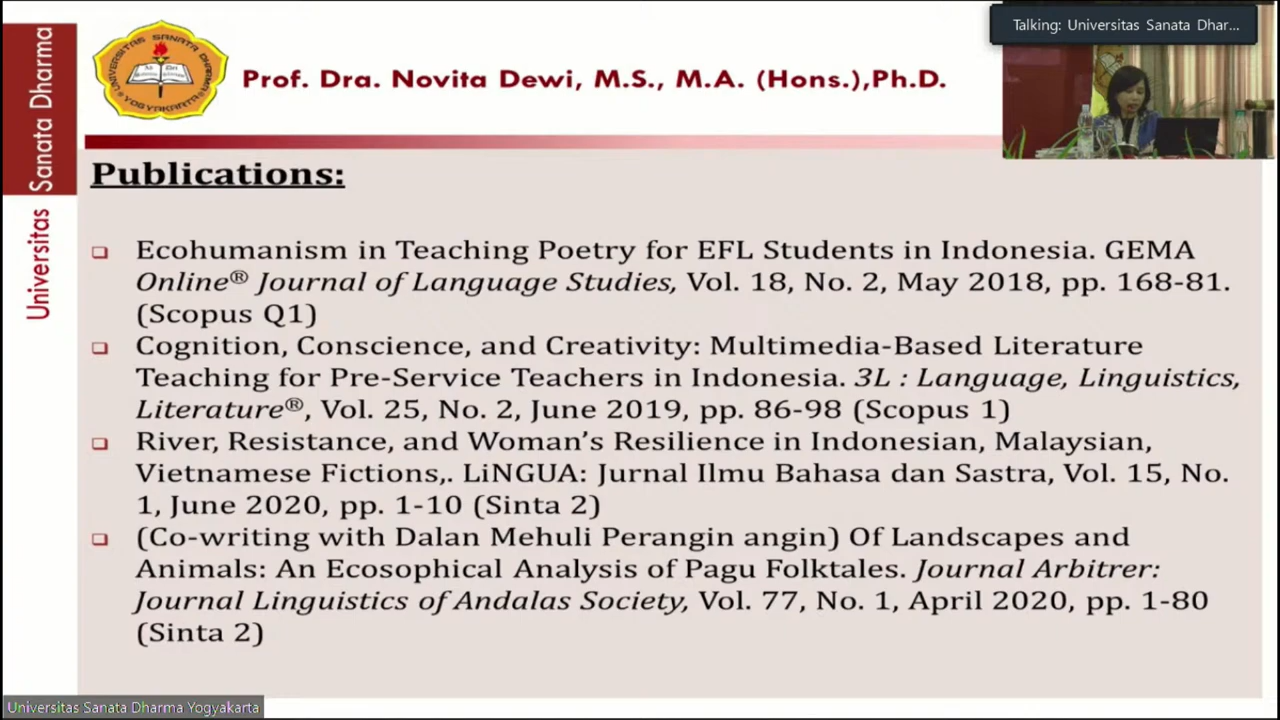 Talking: Universitas Sanata Dhar...
Universitas Sanata Dharma
UNIVERSITAS SANATA DHARMA
YOGYAKARTA
Prof. Dra. Novita Dewi, M.S., M.A. (Hons.),Ph.D.
Publications:
❑ Ecohumanism in Teaching Poetry for EFL Students in Indonesia. GEMA
Online® Journal of Language Studies, Vol. 18, No. 2, May 2018, pp. 168-81.
(Scopus Q1)
❑ Cognition, Conscience, and Creativity: Multimedia-Based Literature
Teaching for Pre-Service Teachers in Indonesia. 3L : Language, Linguistics,
Literature®, Vol. 25, No. 2, June 2019, pp. 86-98 (Scopus 1)
❑ River, Resistance, and Woman’s Resilience in Indonesian, Malaysian,
Vietnamese Fictions,. LiNGUA: Jurnal Ilmu Bahasa dan Sastra, Vol. 15, No.
1, June 2020, pp. 1-10 (Sinta 2)
❑ (Co-writing with Dalan Mehuli Perangin angin) Of Landscapes and
Animals: An Ecosophical Analysis of Pagu Folktales. Journal Arbitrer:
Journal Linguistics of Andalas Society, Vol. 77, No. 1, April 2020, pp. 1-80
(Sinta 2)
Universitas Sanata Dharma Yogyakarta